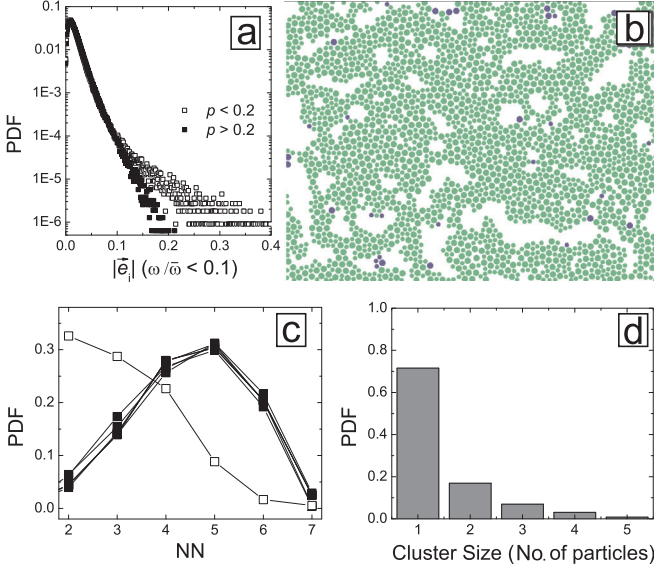 0.05
0.01
1E-3
1E-4
1E-5
1E-6
PDF
a
p < 0.2
p > 0.2
0.0 0.1 0.2 0.3 0.4
|e⃗i| (ω/ω̄ < 0.1)
b
0.3
0.2
0.1
0.0
PDF
c
2 3 4 5 6 7
NN
1.0
0.8
0.6
0.4
0.2
0.0
PDF
d
1 2 3 4 5
Cluster Size (No. of particles)